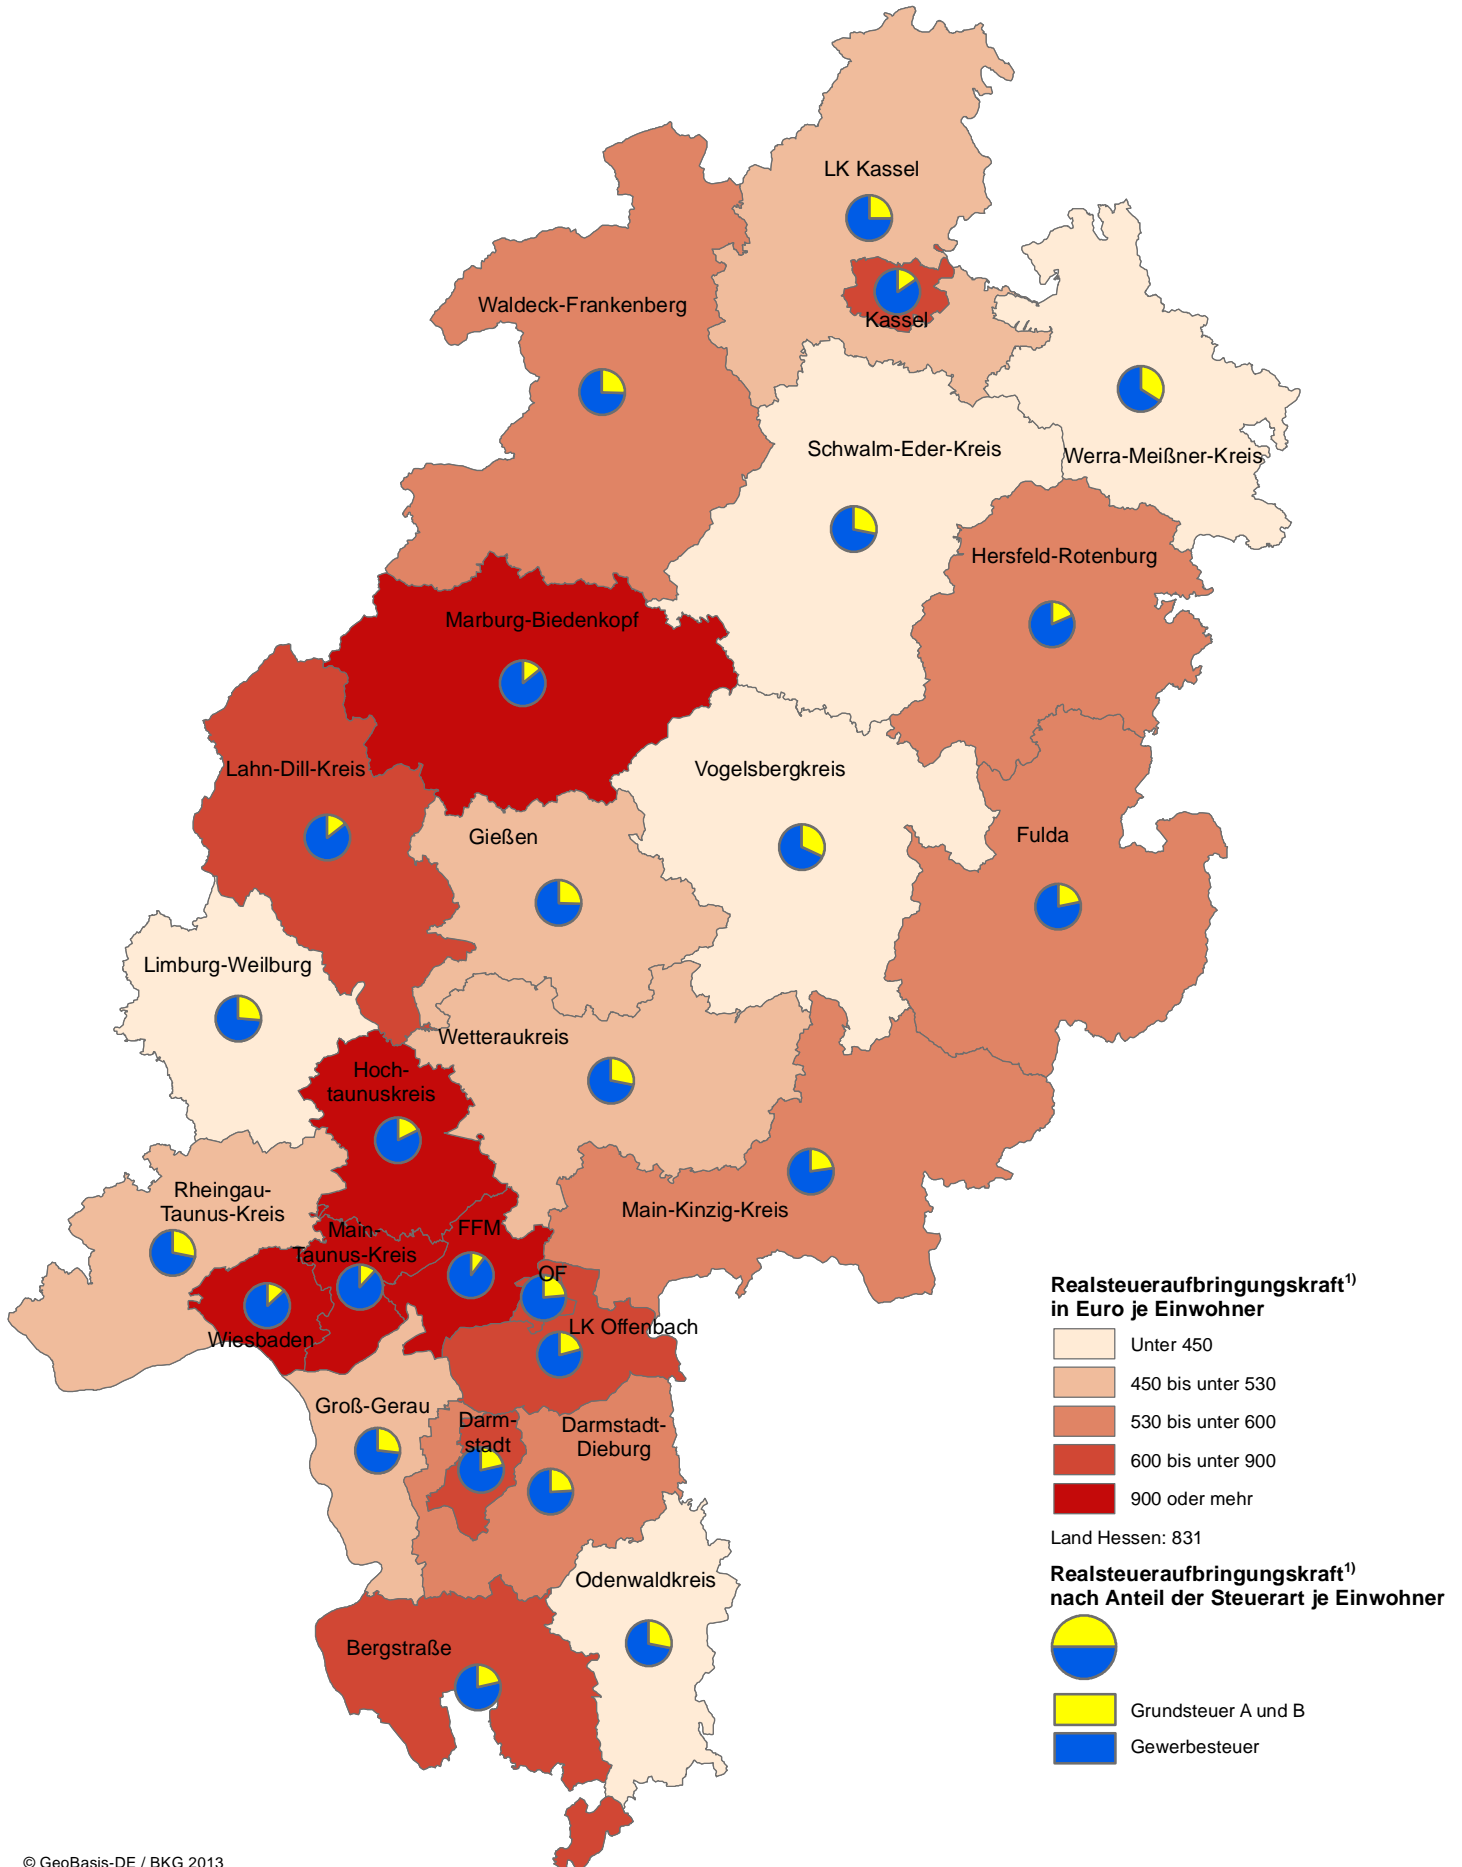 LK Kassel
Kassel
Waldeck-Frankenberg
Schwalm-Eder-Kreis
Werra-Meißner-Kreis
Hersfeld-Rotenburg
Marburg-Biedenkopf
Lahn-Dill-Kreis
Vogelsbergkreis
Gießen
Fulda
Limburg-Weilburg
Wetteraukreis
Hoch-
taunuskreis
Rheingau-
Taunus-Kreis
Main-Kinzig-Kreis
Main-
Taunus-Kreis
FFM
OF
Wiesbaden
LK Offenbach
Groß-Gerau
Darm-
stadt
Darmstadt-
Dieburg
Odenwaldkreis
Bergstraße
Realsteueraufbringungskraft1)
in Euro je Einwohner
Unter 450
450 bis unter 530
530 bis unter 600
600 bis unter 900
900 oder mehr
Land Hessen: 831
Realsteueraufbringungskraft1)
nach Anteil der Steuerart je Einwohner
Grundsteuer A und B
Gewerbesteuer
© GeoBasis-DE / BKG 2013